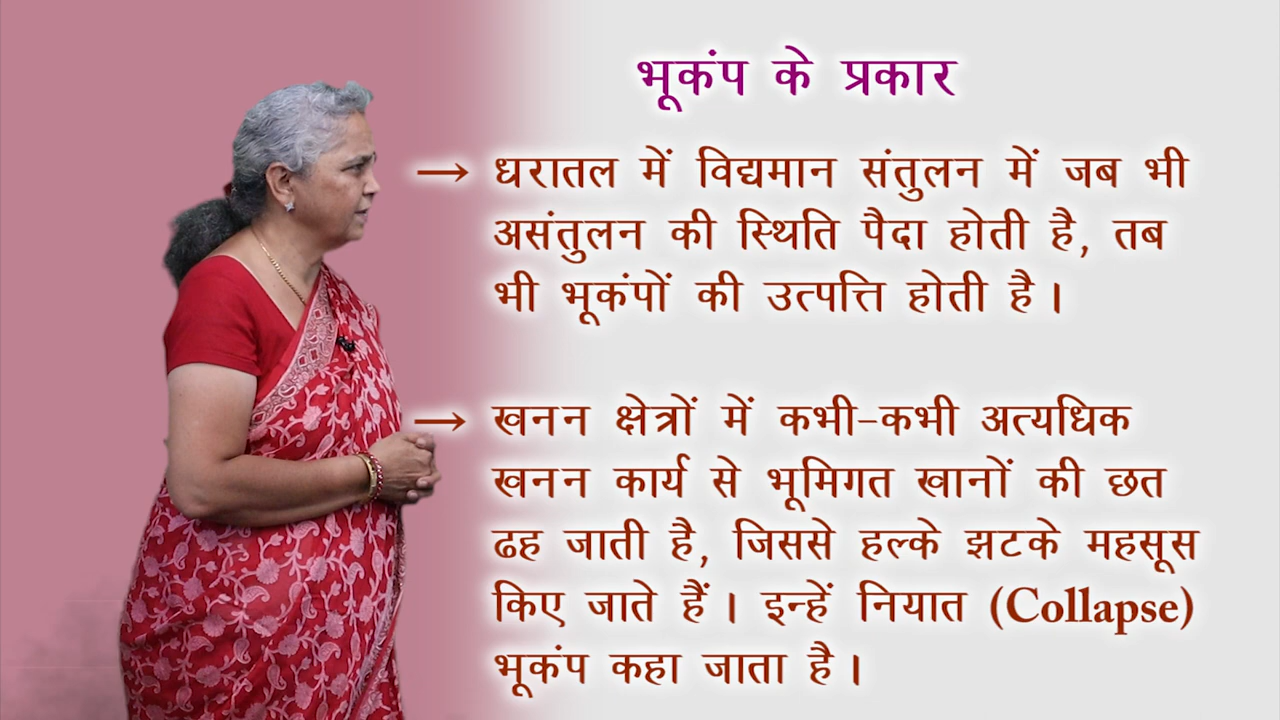 भूकंप के प्रकार
→ धरातल में विद्यमान संतुलन में जब भी
असंतुलन की स्थिति पैदा होती है, तब
भी भूकंपों की उत्पत्ति होती है।
→ खनन क्षेत्रों में कभी-कभी अत्यधिक
खनन कार्य से भूमिगत खानों की छत
ढह जाती है, जिससे हल्के झटके महसूस
किए जाते हैं। इन्हें नियात (Collapse)
भूकंप कहा जाता है।